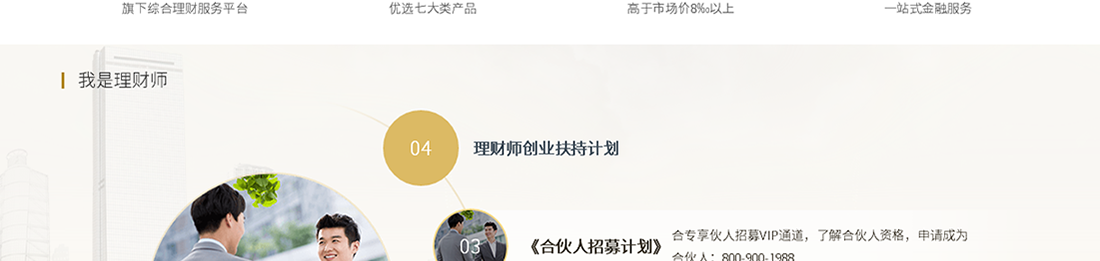 旗下综合理财服务平台
优选七大类产品
高于市场价8‰以上
一站式金融服务
我是理财师
04
理财师创业扶持计划
03
《合伙人招募计划》
合专享伙人招募VIP通道，了解合伙人资格，申请成为
合伙人：800-900-1988